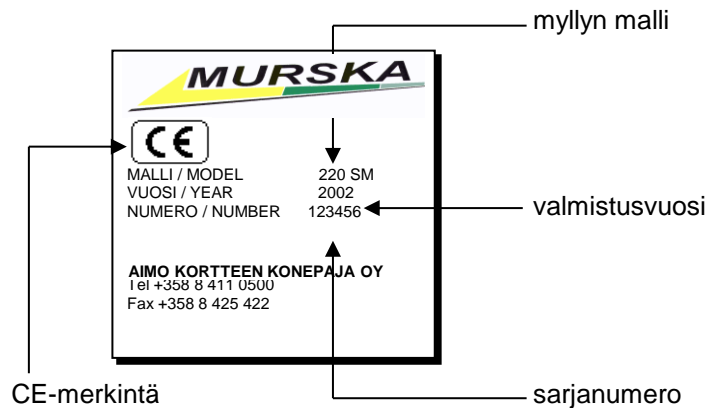 myllyn malli
MURSKA
CE
MALLI / MODEL 220 SM
VUOSI / YEAR 2002
NUMERO / NUMBER 123456
valmistusvuosi
AIMO KORTTEEN KONEPAJA OY
Tel +358 8 411 0500
Fax +358 8 425 422
CE-merkintä
sarjanumero